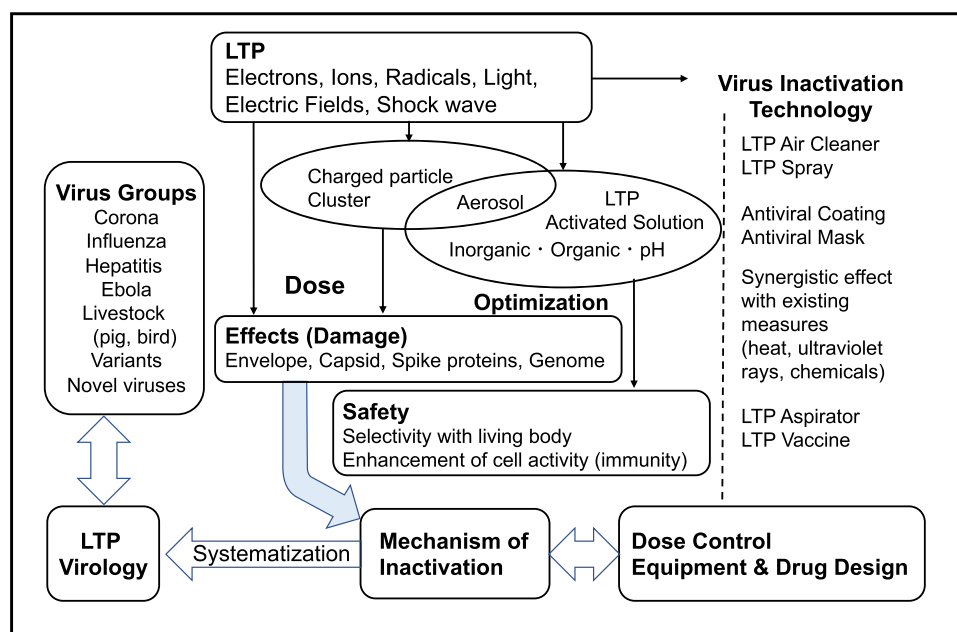 LTP
Electrons, Ions, Radicals, Light,
Electric Fields, Shock wave
Virus Inactivation
Technology
LTP Air Cleaner
LTP Spray
Antiviral Coating
Antiviral Mask
Synergistic effect
with existing
measures
(heat, ultraviolet
rays, chemicals)
LTP Aspirator
LTP Vaccine
Charged particle
Cluster
Aerosol
LTP
Activated Solution
Inorganic・Organic・pH
Virus Groups
Corona
Influenza
Hepatitis
Ebola
Livestock
(pig, bird)
Variants
Novel viruses
Dose
Optimization
Effects (Damage)
Envelope, Capsid, Spike proteins, Genome
Safety
Selectivity with living body
Enhancement of cell activity (immunity)
LTP
Virology
Systematization
Mechanism of
Inactivation
Dose Control
Equipment & Drug Design